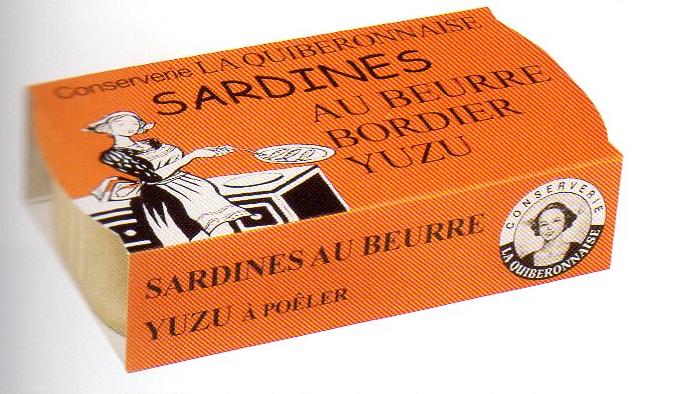 Conserverie LA QUIBERONNAISE
SARDINES
AU BEURRE
BORDIER
YUZU
SARDINES AU BEURRE
YUZU À POÊLER
CONSERVERIE
LA QUIBERONNAISE